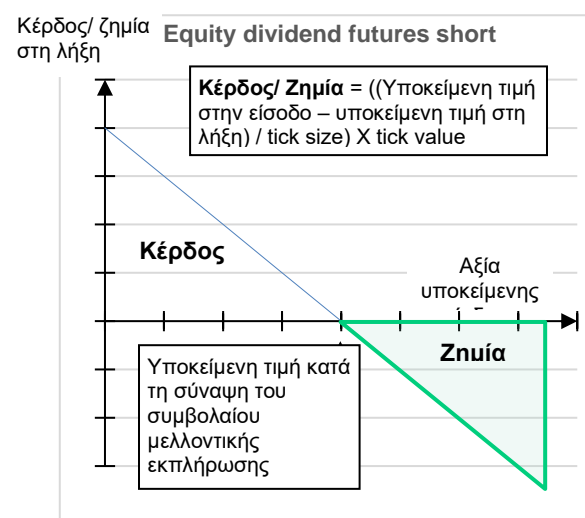 Κέρδος/ ζημία
στη λήξη
Equity dividend futures short
Κέρδος/ Ζημία = ((Υποκείμενη τιμή
στην είσοδο – υποκείμενη τιμή στη
λήξη) / tick size) X tick value
Κέρδος
Αξία
υποκείμενης
Ζημία
Υποκείμενη τιμή κατά
τη σύναψη του
συμβολαίου
μελλοντικής
εκπλήρωσης